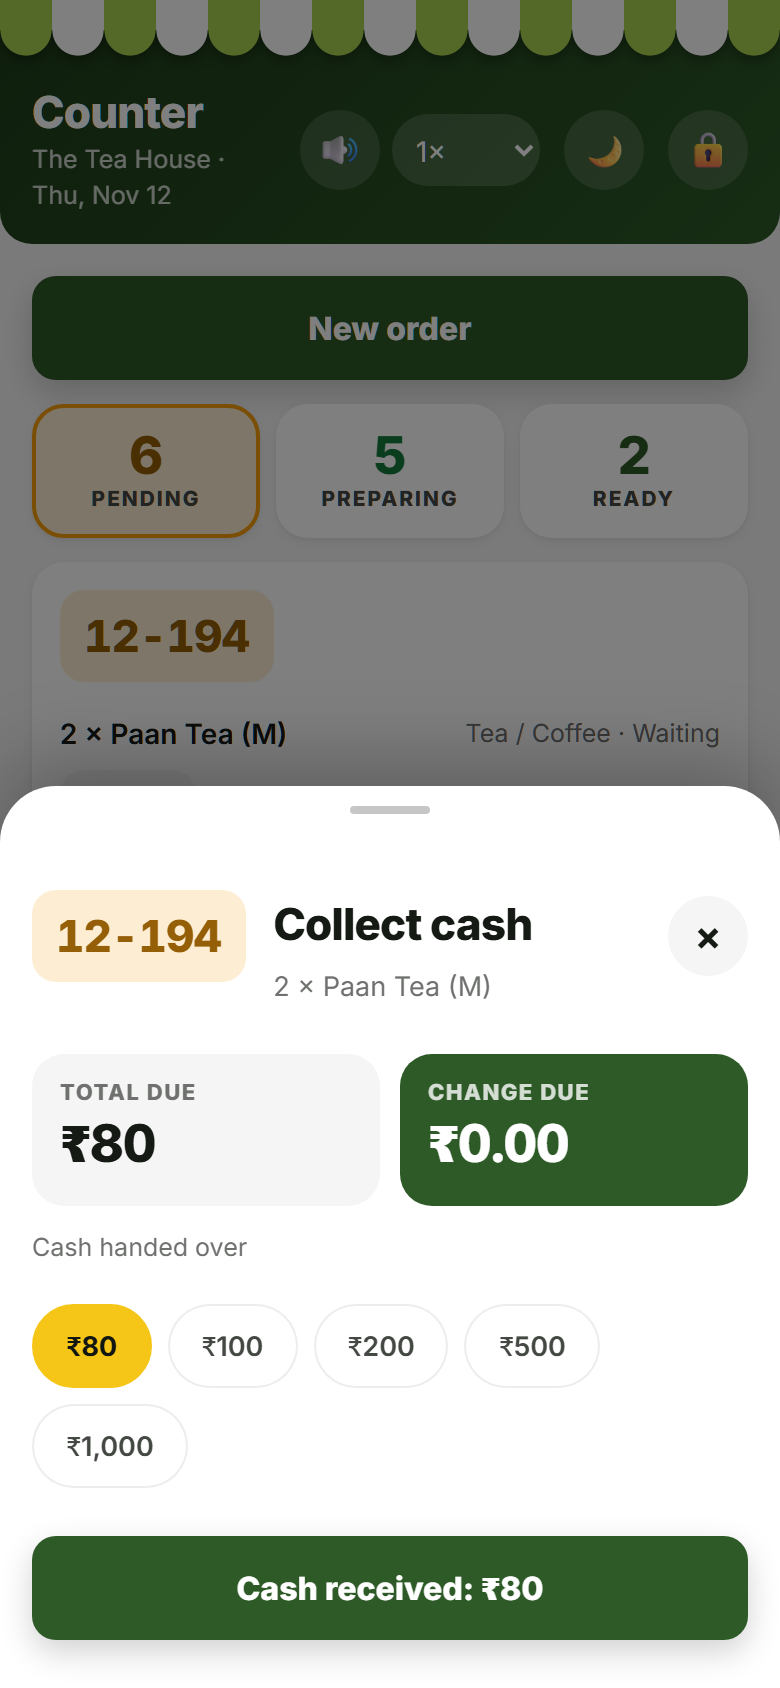 Counter
The Tea House ·
Thu, Nov 12
1×
New order
6
PENDING
5
PREPARING
2
READY
12-194
2 × Paan Tea (M)
Tea / Coffee · Waiting
12-194
Collect cash
×
2 × Paan Tea (M)
TOTAL DUE
₹80
CHANGE DUE
₹0.00
Cash handed over
₹80
₹100
₹200
₹500
₹1,000
Cash received: ₹80